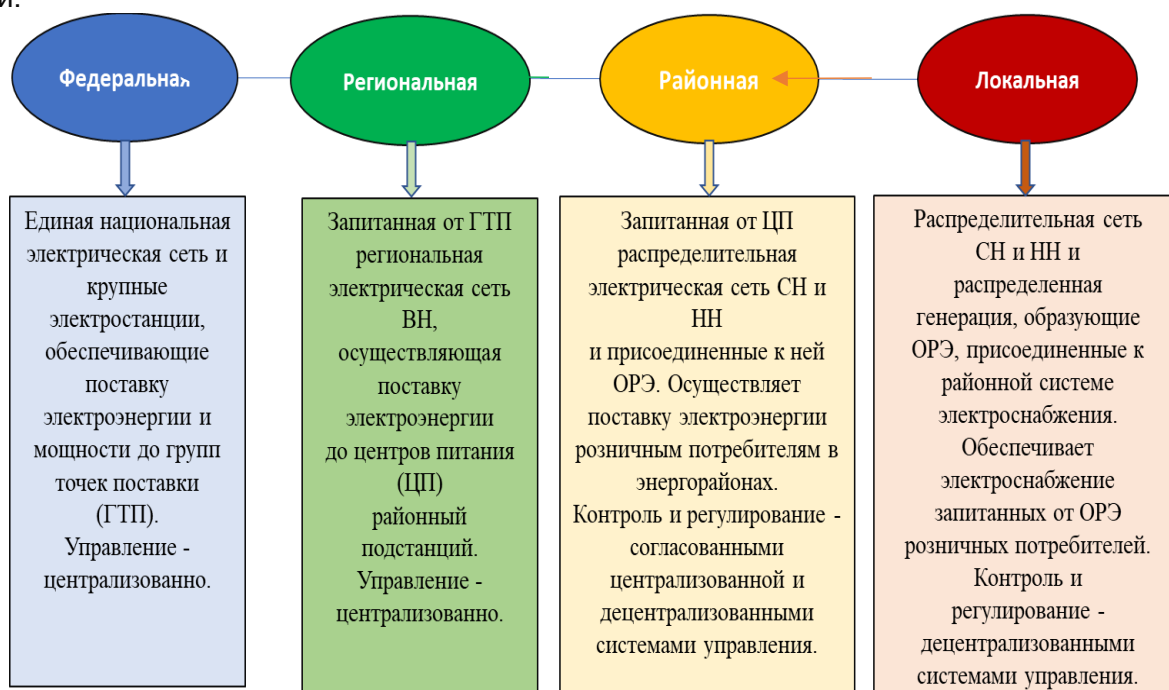 и.
Федеральная
Региональная
Районная
Локальная
Единая национальная
электрическая сеть и
крупные
электростанции,
обеспечивающие
поставку
электроэнергии и
мощности до групп
точек поставки
(ГТП).
Управление -
централизованно.
Запитанная от ГТП
региональная
электрическая сеть
ВН,
осуществляющая
поставку
электроэнергии
до центров питания
(ЦП)
районный
подстанций.
Управление -
централизованно.
Запитанная от ЦП
распределительная
электрическая сеть СН и
НН
и присоединенные к ней
ОРЭ. Осуществляет
поставку электроэнергии
розничным потребителям в
энергорайонах.
Контроль и регулирование -
согласованными
централизованной и
децентрализованными
системами управления.
Распределительная сеть
СН и НН и
распределенная
генерация, образующие
ОРЭ, присоединенные к
районной системе
электроснабжения.
Обеспечивает
электроснабжение
запитанных от ОРЭ
розничных потребителей.
Контроль и
регулирование -
децентрализованными
системами управления.